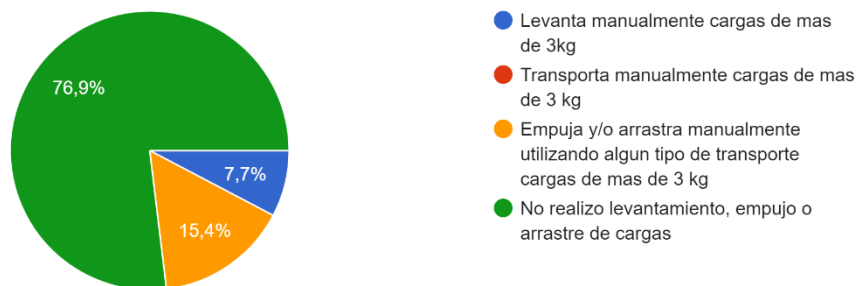 76,9%
7,7%
15,4%
Levanta manualmente cargas de mas
de 3kg
Transporta manualmente cargas de mas
de 3 kg
Empuja y/o arrastra manualmente
utilizando algun tipo de transporte
cargas de mas de 3 kg
No realizo levantamiento, empujo o
arrastre de cargas